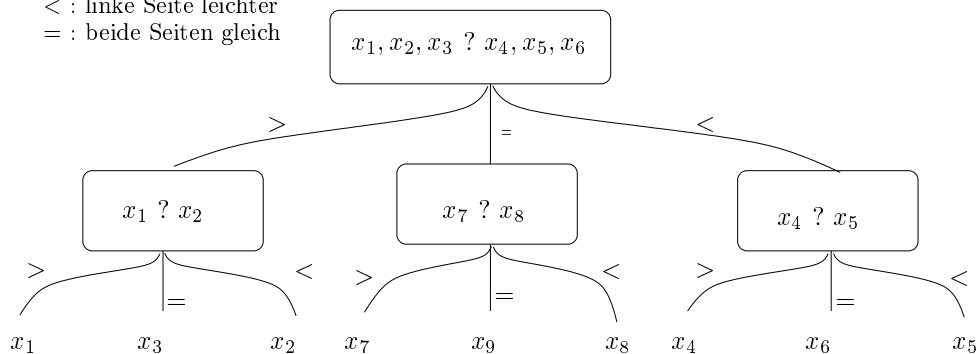 < : linke Seite leichter
= : beide Seiten gleich
x₁, x₂, x₃ ? x₄, x₅, x₆
> = <
x₁ ? x₂ x₇ ? x₈ x₄ ? x₅
> = < > = < > = <
x₁ x₃ x₂ x₇ x₉ x₈ x₄ x₆ x₅